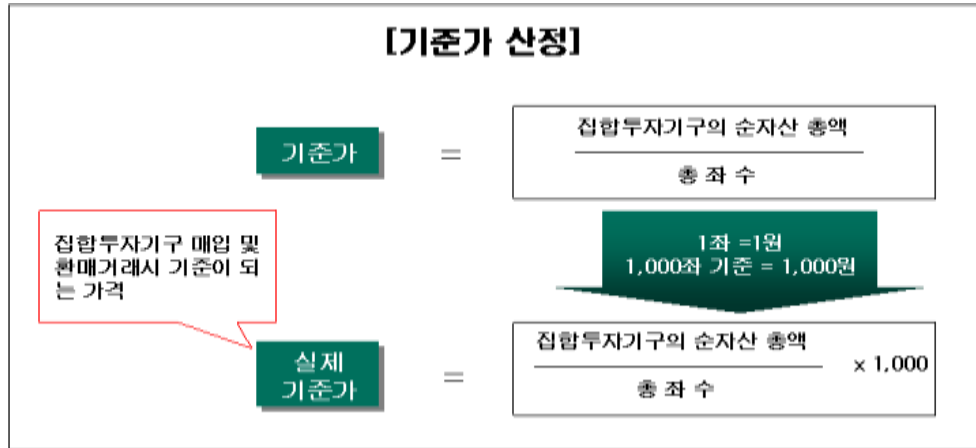 [기준가 산정]
기준가
=
집합투자기구의 순자산 총액
총 좌 수
집합투자기구 매입 및
환매거래시 기준이 되
는 가격
1좌 =1원
1,000좌 기준 = 1,000원
실제
기준가
=
집합투자기구의 순자산 총액
총 좌 수
x 1,000